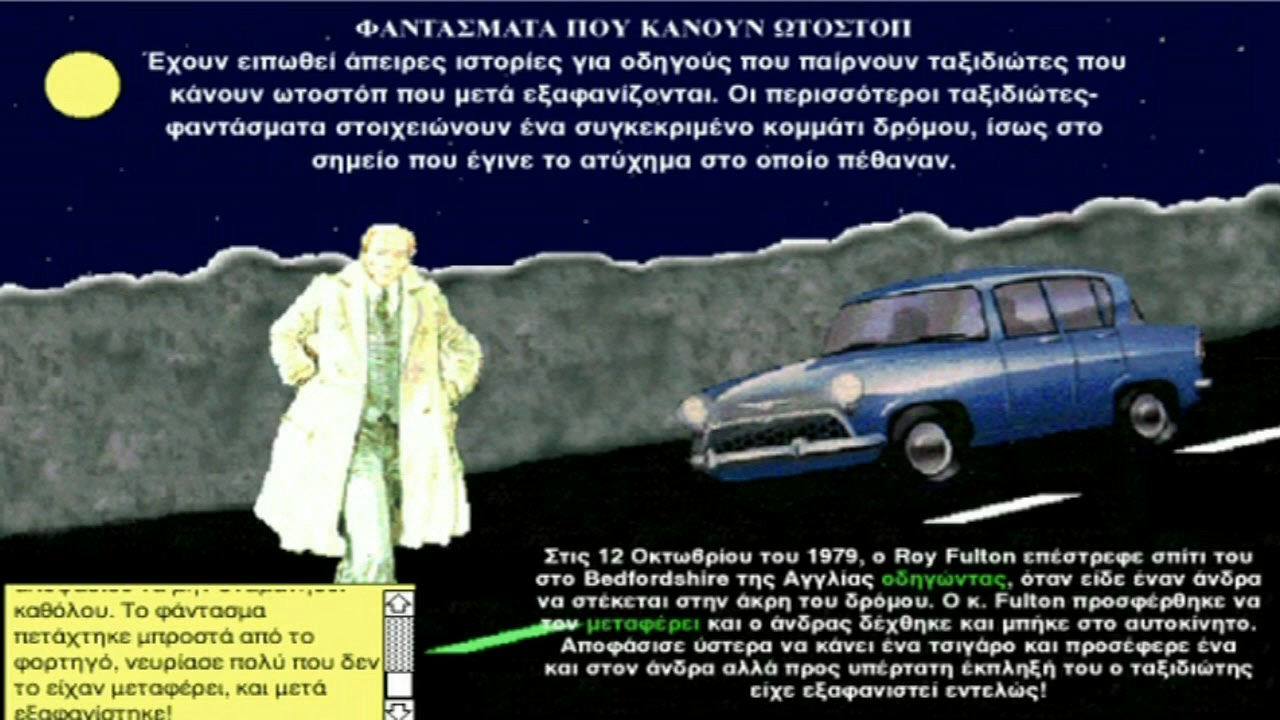 ΦΑΝΤΑΣΜΑΤΑ ΠΟΥ ΚΑΝΟΥΝ ΩΤΟΣΤΟΠ
Έχουν ειπωθεί άπειρες ιστορίες για οδηγούς που παίρνουν ταξιδιώτες που
κάνουν ωτοστόπ που μετά εξαφανίζονται. Οι περισσότεροι ταξιδιώτες-
φαντάσματα στοιχειώνουν ένα συγκεκριμένο κομμάτι δρόμου, ίσως στο
σημείο που έγινε το ατύχημα στο οποίο πέθαναν.
Στις 12 Οκτωβρίου του 1979, ο Roy Fulton επέστρεφε σπίτι του
στο Bedfordshire της Αγγλίας οδηγώντας, όταν είδε έναν άνδρα
να στέκεται στην άκρη του δρόμου. Ο κ. Fulton προσφέρθηκε να
τον μεταφέρει και ο άνδρας δέχθηκε και μπήκε στο αυτοκίνητο.
Αποφάσισε ύστερα να κάνει ένα τσιγάρο και προσέφερε ένα
και στον άνδρα αλλά προς υπέρτατη έκπληξή του ο ταξιδιώτης
είχε εξαφανιστεί εντελώς!
καθόλου. Το φάντασμα
πετάχτηκε μπροστά από το
φορτηγό, νευρίασε πολύ που δεν
το είχαν μεταφέρει, και μετά
εξαφανίστηκε!